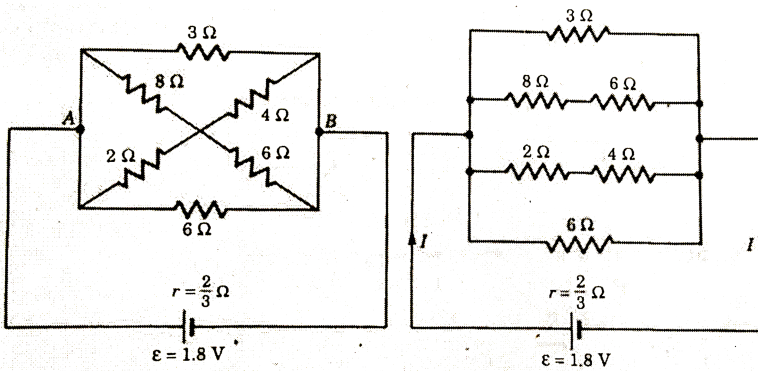 3 Ω
8 Ω
A
B
4 Ω
2 Ω
6 Ω
6 Ω
r = 2/3 Ω
ε = 1.8 V
3 Ω
8 Ω 6 Ω
2 Ω 4 Ω
6 Ω
I
I
r = 2/3 Ω
ε = 1.8 V